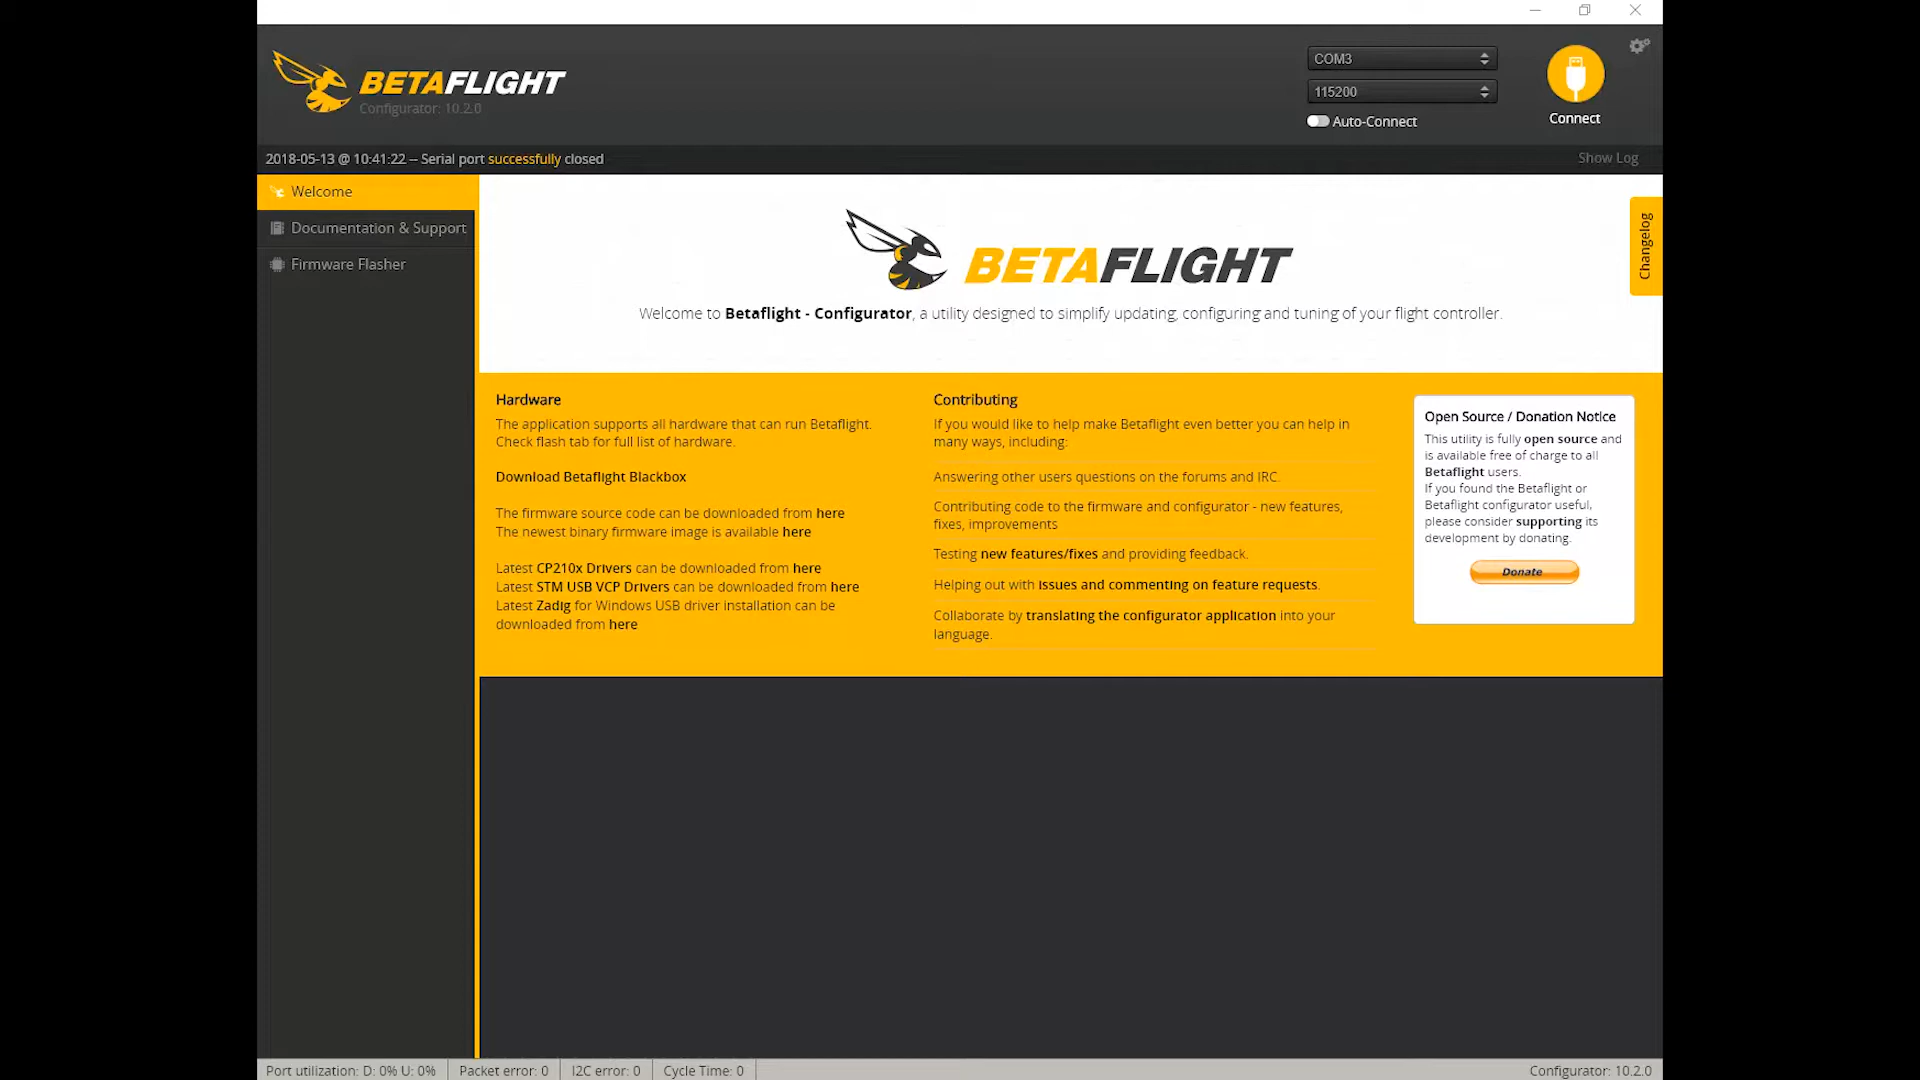 BETAFLIGHT
Configurator: 10.2.0
COM3
115200
Auto-Connect
Connect
2018-05-13 @ 10:41:22 -- Serial port successfully closed
Show Log
Welcome
Documentation & Support
Firmware Flasher
BETAFLIGHT
Welcome to Betaflight - Configurator, a utility designed to simplify updating, configuring and tuning of your flight controller.
Changelog
Hardware
The application supports all hardware that can run Betaflight.
Check flash tab for full list of hardware.
Download Betaflight Blackbox
The firmware source code can be downloaded from here
The newest binary firmware image is available here
Latest CP210x Drivers can be downloaded from here
Latest STM USB VCP Drivers can be downloaded from here
Latest Zadig for Windows USB driver installation can be
downloaded from here
Contributing
If you would like to help make Betaflight even better you can help in
many ways, including:
Answering other users questions on the forums and IRC.
Contributing code to the firmware and configurator - new features,
fixes, improvements
Testing new features/fixes and providing feedback.
Helping out with issues and commenting on feature requests.
Collaborate by translating the configurator application into your
language.
Open Source / Donation Notice
This utility is fully open source and
is available free of charge to all
Betaflight users.
If you found the Betaflight or
Betaflight configurator useful,
please consider supporting its
development by donating.
Donate
Port utilization: D: 0% U: 0%
Packet error: 0
I2C error: 0
Cycle Time: 0
Configurator: 10.2.0